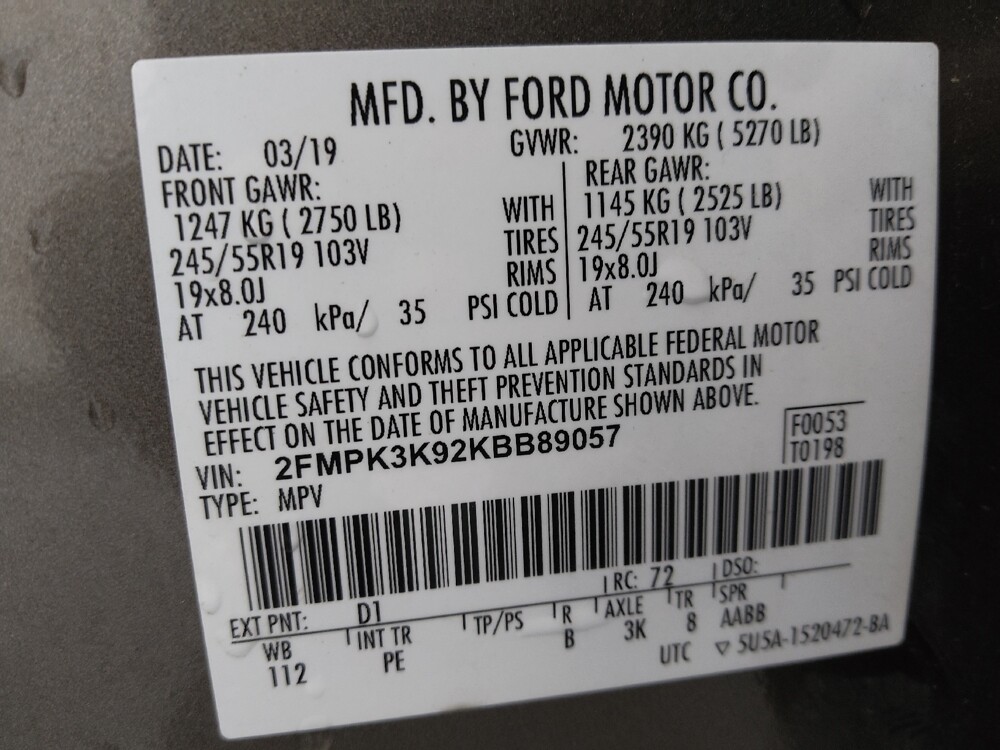 MFD. BY FORD MOTOR CO.
DATE: 03/19 GVWR: 2390 KG ( 5270 LB)
FRONT GAWR: REAR GAWR:
1247 KG ( 2750 LB) WITH 1145 KG ( 2525 LB) WITH
245/55R19 103V TIRES 245/55R19 103V TIRES
19x8.0J RIMS 19x8.0J RIMS
AT 240 kPa/ 35 PSI COLD AT 240 kPa/ 35 PSI COLD
THIS VEHICLE CONFORMS TO ALL APPLICABLE FEDERAL MOTOR
VEHICLE SAFETY AND THEFT PREVENTION STANDARDS IN
EFFECT ON THE DATE OF MANUFACTURE SHOWN ABOVE.
VIN: 2FMPK3K92KBB89057 F0053
TYPE: MPV T0198
EXT PNT: D1 RC: 72 DSO:
WB INT TR TP/PS R AXLE TR SPR
112 PE B 3K 8 AABB
UTC ▽ 5U5A-1520472-BA